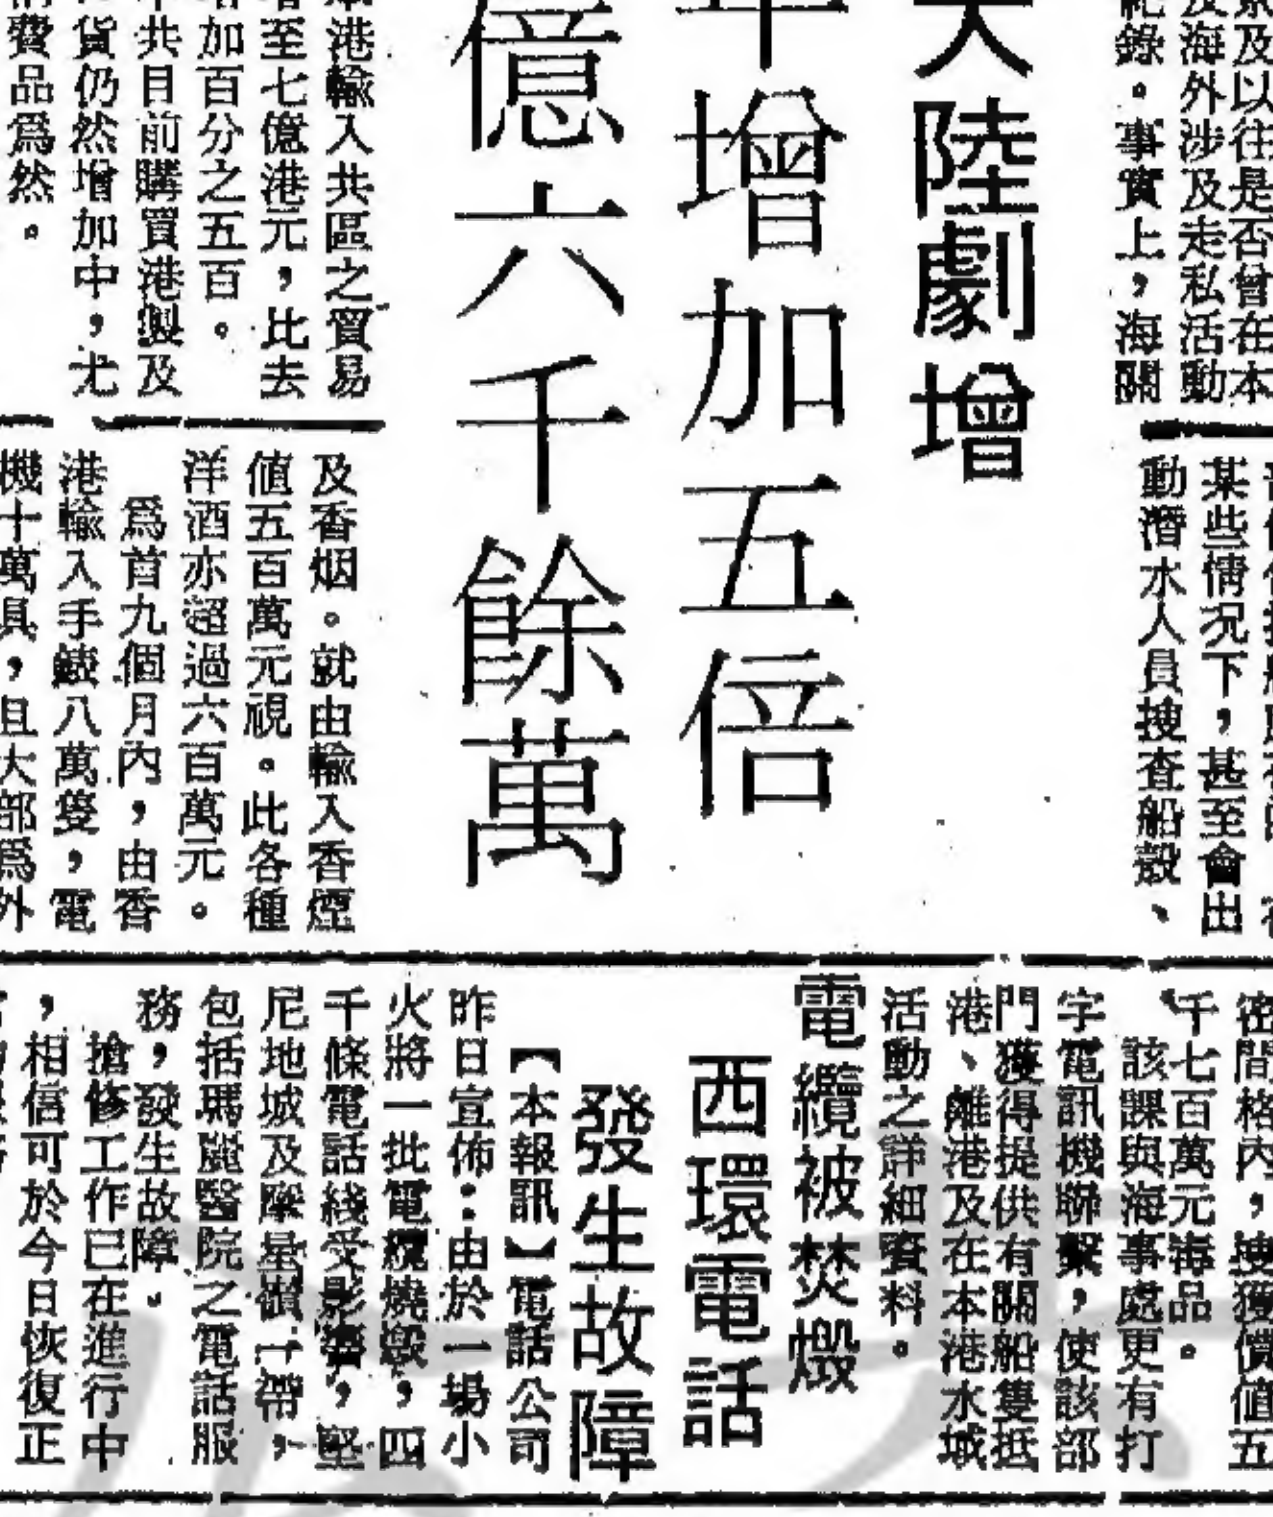 景及以往是否曾在本
及海外涉及走私活動
紀錄。事實上，海關
某些情况下，甚至會出
動潛水人員搜查船殼、
密間格內，搜獲價值五
千七百萬元毒品。
該課與海事處更有打
字電訊機聯繫，使該部
門獲得提供有關船隻抵
港、離港及在本港水域
活動之詳細資料。
大陸劇增
年增加五倍
億六千餘萬
港輸入共區之貿易
增至七億港元，比去
增加百分之五百。
中共目前購買港製及
貨仍然增加中，尤
消費品爲然。
及香烟。就由輸入香煙
值五百萬元視。此各種
洋酒亦超過六百萬元。
爲首九個月內，由香
港輸入手錶八萬隻，電
機十萬具，且大部爲外
電纜被焚燬
西環電話
發生故障
【本報訊】電話公司
昨日宣佈：由於一場小
火將一批電纜燒毀，四
千條電話綫受影響，堅
尼地城及摩星嶺一帶，
包括瑪麗醫院之電話服
務，發生故障。
搶修工作已在進行中
，相信可於今日恢復正